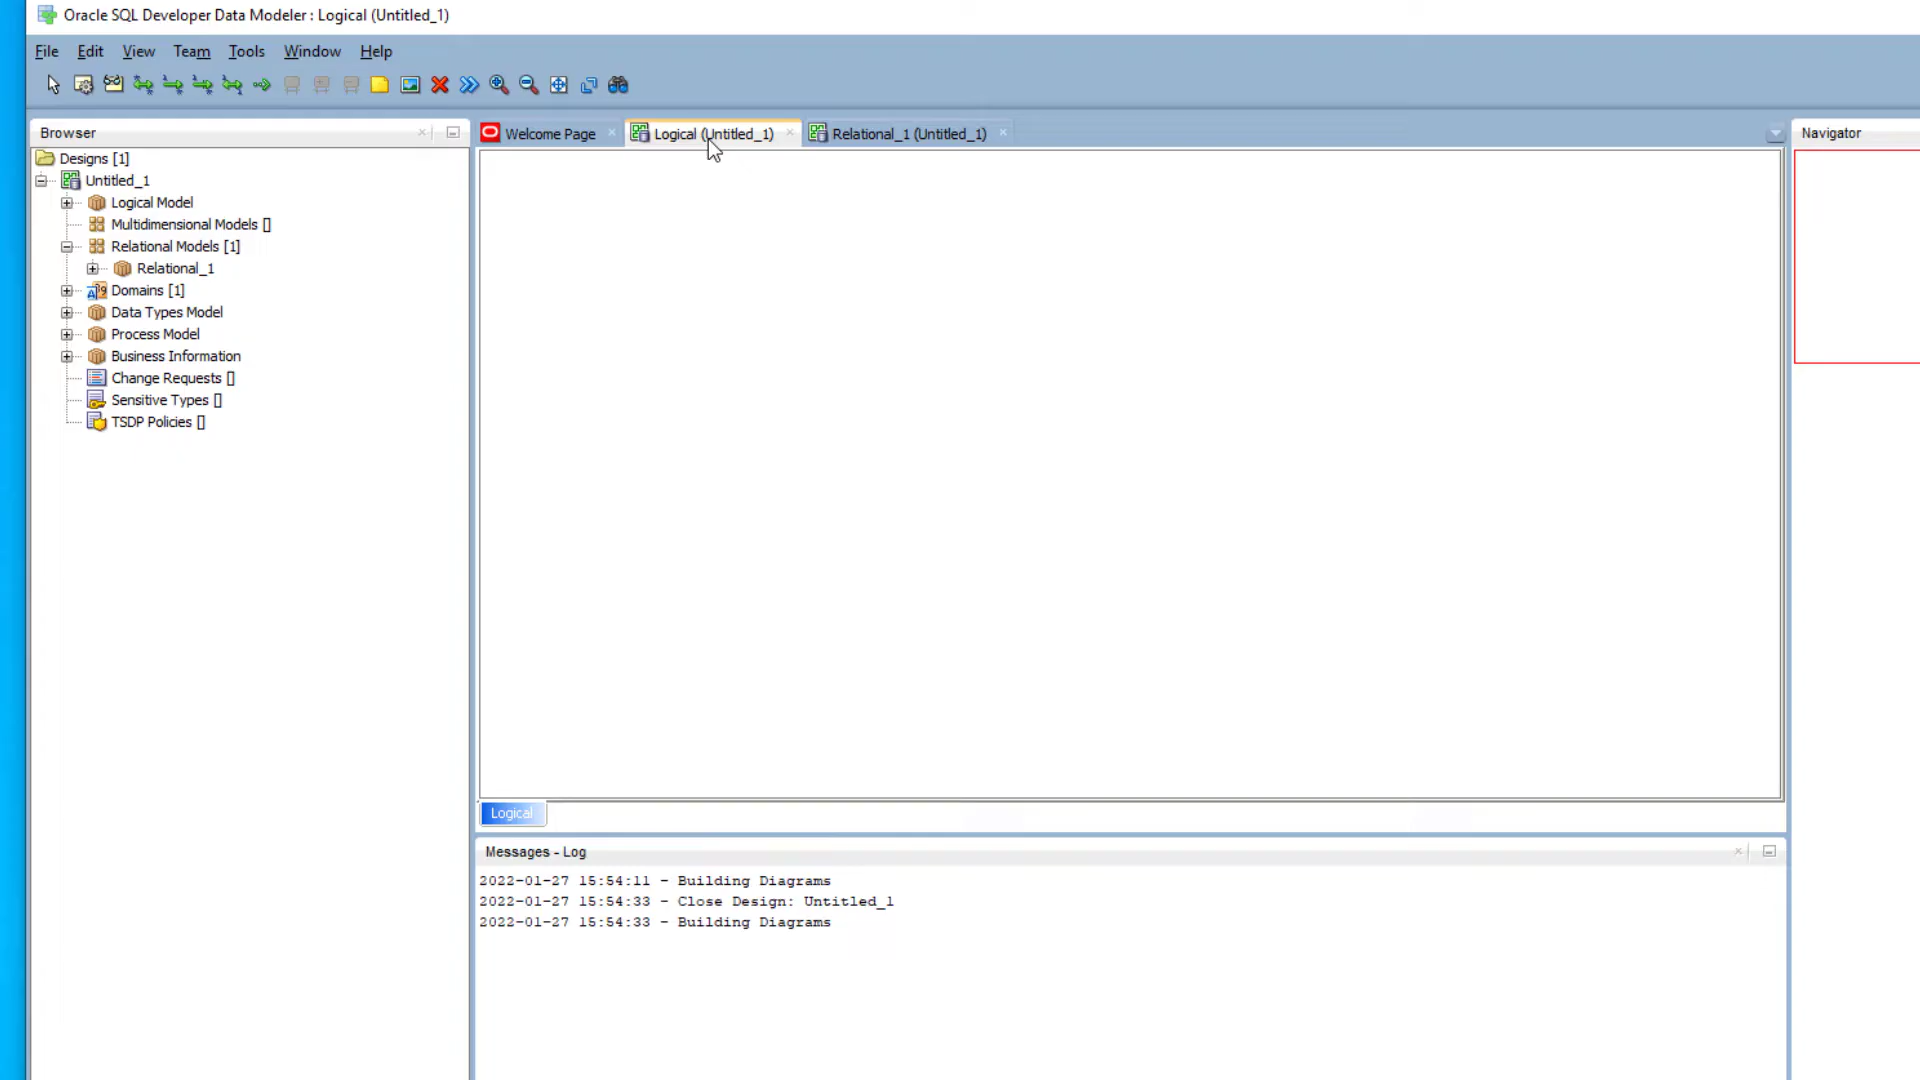 Oracle SQL Developer Data Modeler : Logical (Untitled_1)
File Edit View Team Tools Window Help
Browser
Welcome Page
Logical (Untitled_1)
Relational_1 (Untitled_1)
Navigator
Designs [1]
Untitled_1
Logical Model
Multidimensional Models []
Relational Models [1]
Relational_1
Domains [1]
Data Types Model
Process Model
Business Information
Change Requests []
Sensitive Types []
TSDP Policies []
Logical
Messages - Log
2022-01-27 15:54:11 - Building Diagrams
2022-01-27 15:54:33 - Close Design: Untitled_1
2022-01-27 15:54:33 - Building Diagrams